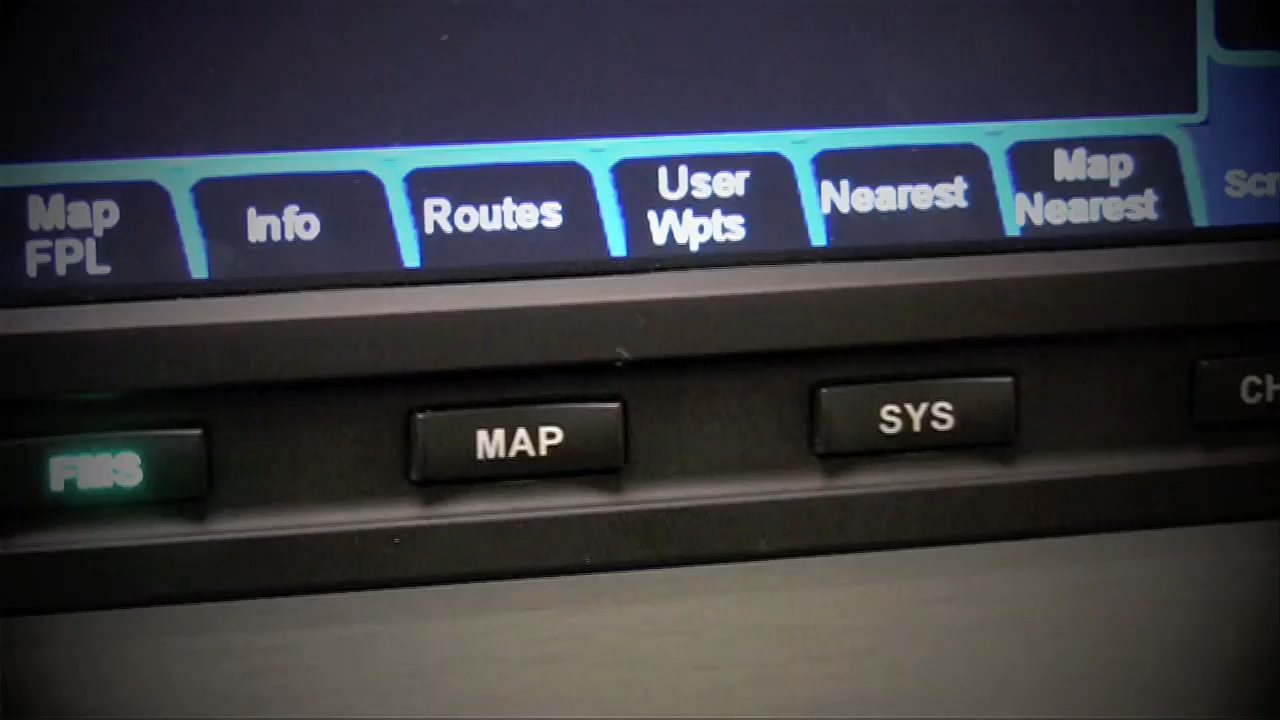 Map
FPL
Info
Routes
User
Wpts
Nearest
Map
Nearest
FMS
MAP
SYS